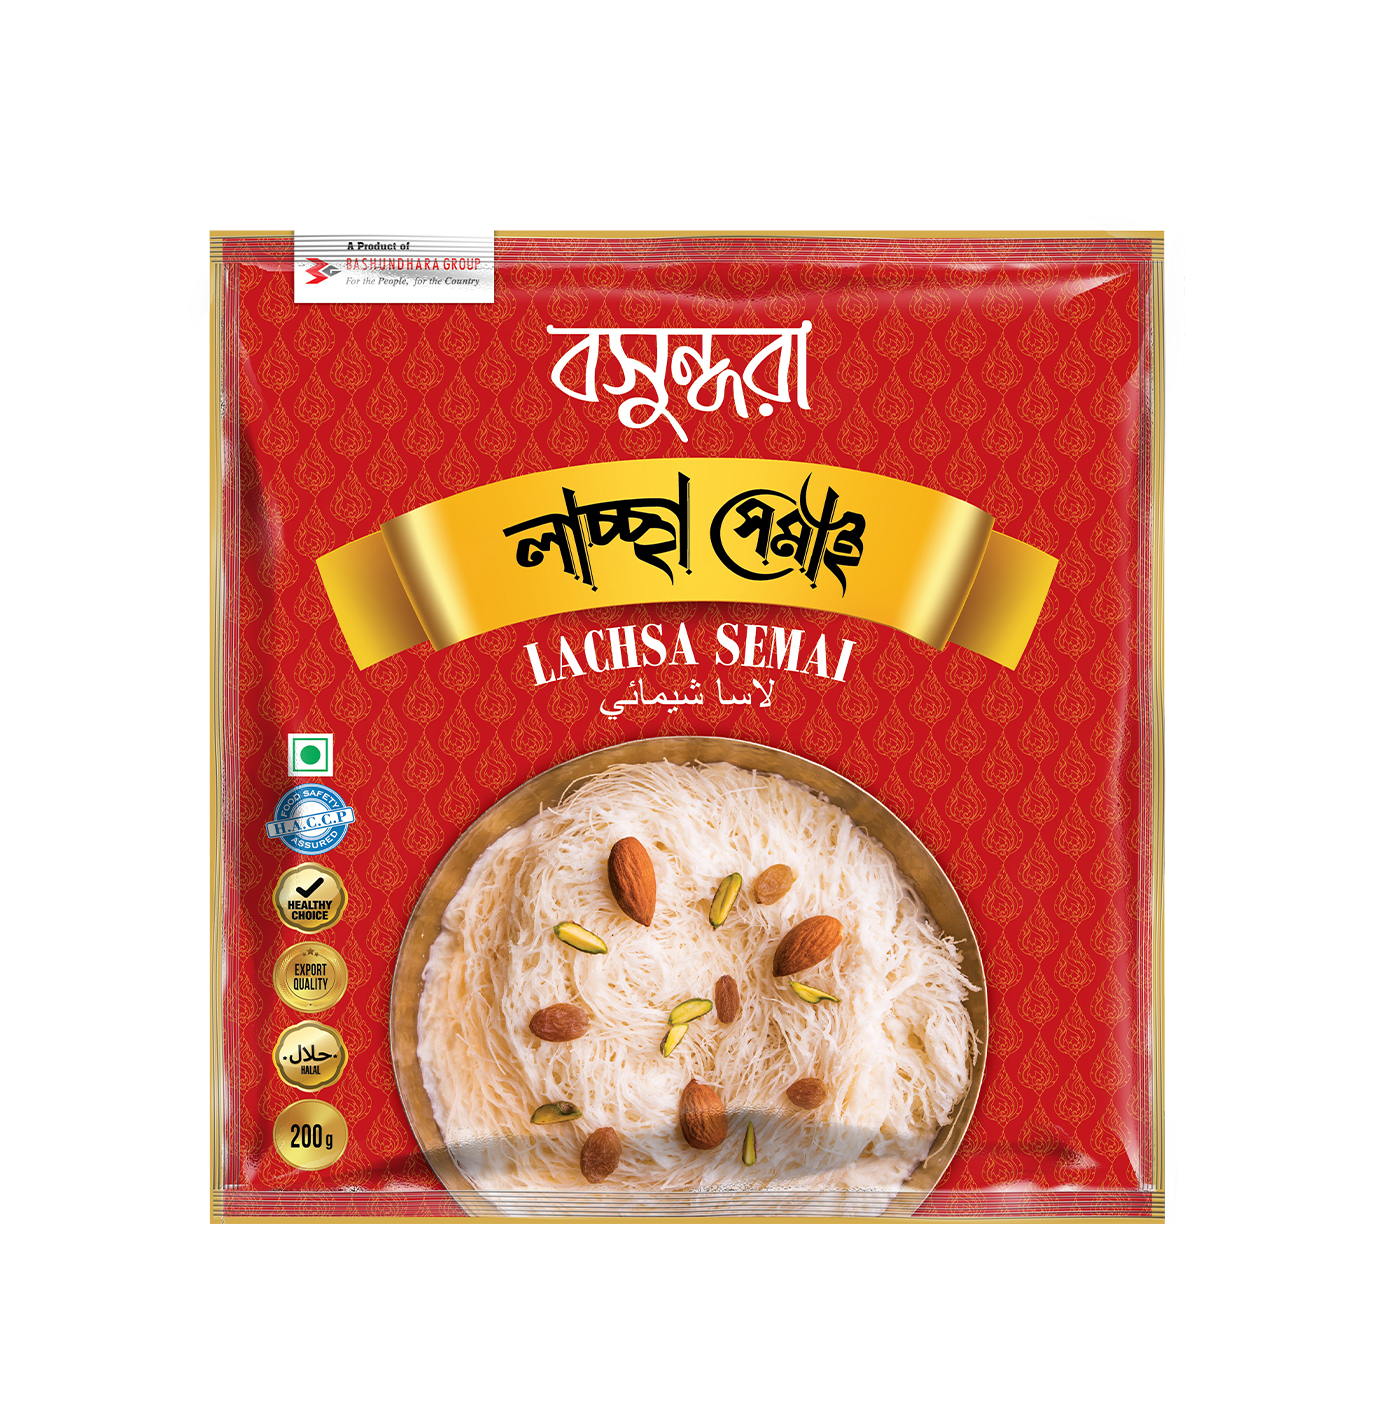 A Product of
BASHUNDHARA GROUP
For the People, for the Country
বসুন্ধরা
লাচ্ছা সেমাই
LACHSA SEMAI
لاسا شيمائي
FOOD SAFETY
H.A.C.C.P
ASSURED
HEALTHY
CHOICE
EXPORT
QUALITY
حلال
HALAL
200 g